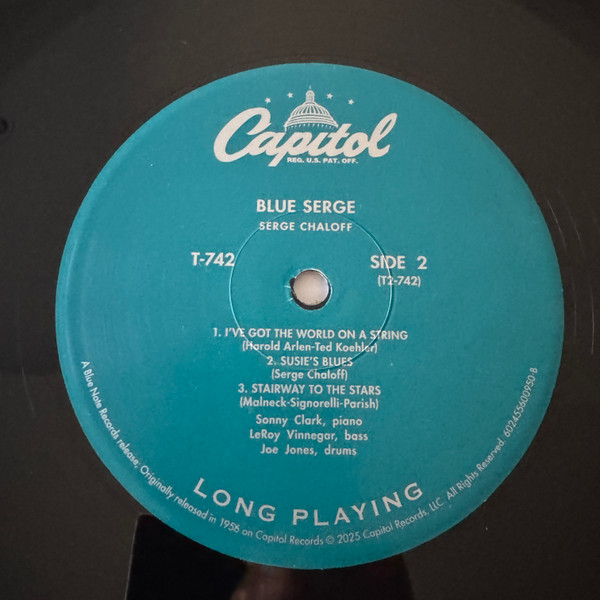 Capitol
REG. U.S. PAT. OFF.
BLUE SERGE
SERGE CHALOFF
T-742
SIDE 2
(T2-742)
1. I'VE GOT THE WORLD ON A STRING
(Harold Arlen-Ted Koehler)
2. SUSIE'S BLUES
(Serge Chaloff)
3. STAIRWAY TO THE STARS
(Malneck-Signorelli-Parish)
Sonny Clark, piano
LeRoy Vinnegar, bass
Joe Jones, drums
LONG PLAYING
A Blue Note Records release; Originally released in 1956 on Capitol Records © 2025 Capitol Records, LLC. All Rights Reserved. 602455600950 B